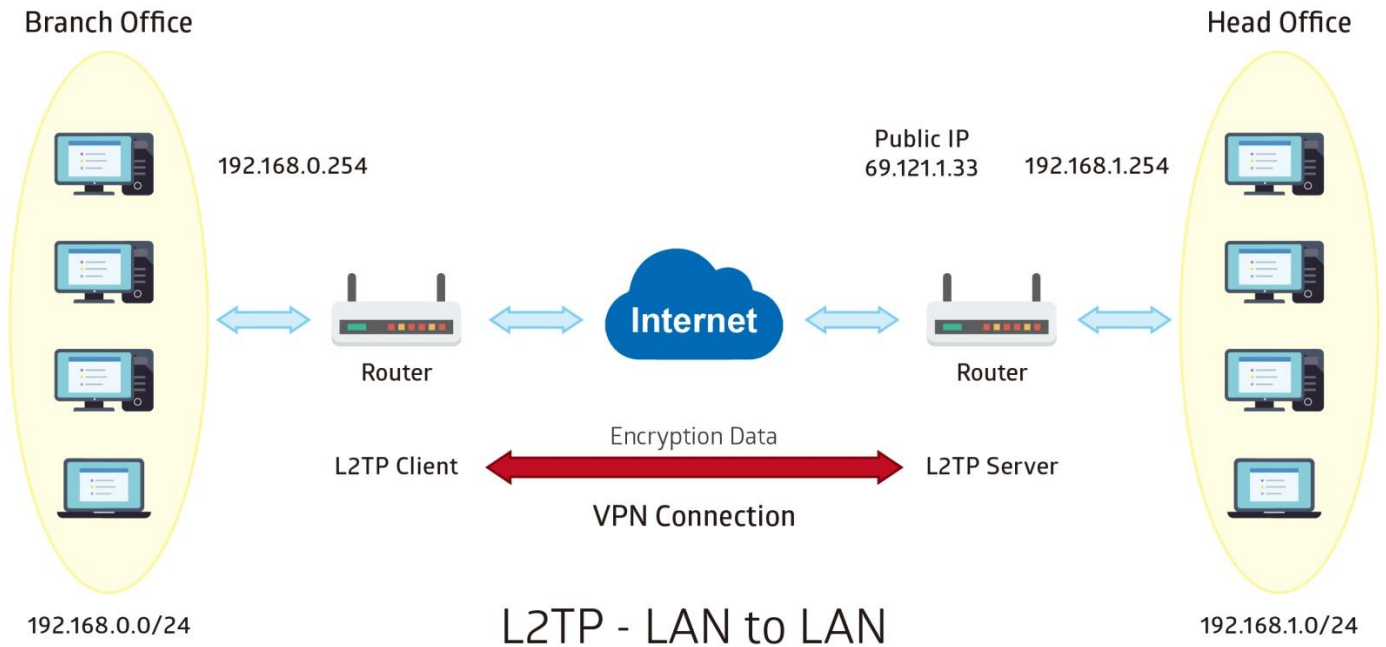 Branch Office
Head Office
Public IP
69.121.1.33
192.168.0.254
192.168.1.254
Internet
Router
Router
Encryption Data
L2TP Client
L2TP Server
VPN Connection
192.168.0.0/24
L2TP - LAN to LAN
192.168.1.0/24